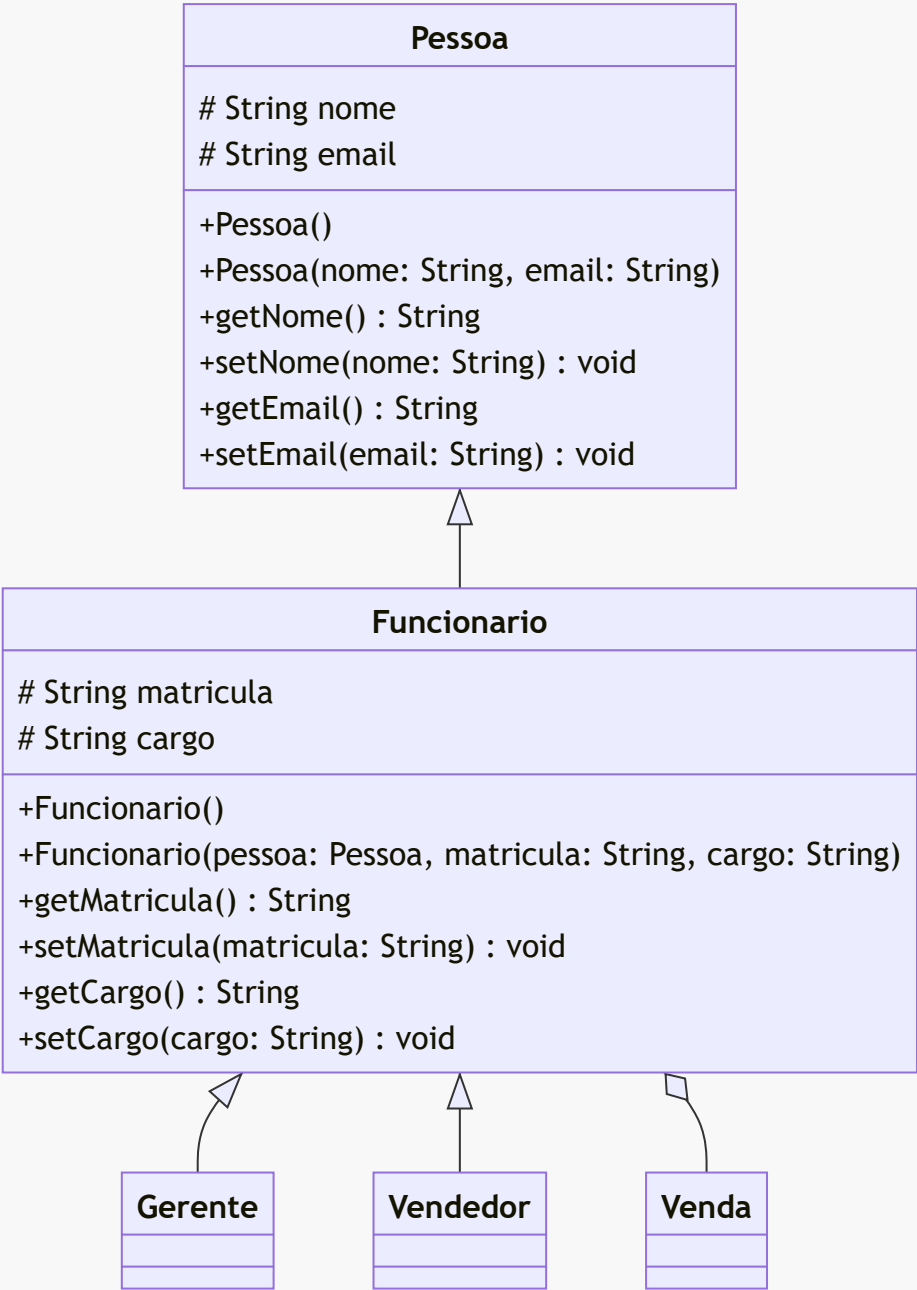 Pessoa
# String nome
# String email
+Pessoa()
+Pessoa(nome: String, email: String)
+getNome() : String
+setNome(nome: String) : void
+getEmail() : String
+setEmail(email: String) : void
Funcionario
# String matricula
# String cargo
+Funcionario()
+Funcionario(pessoa: Pessoa, matricula: String, cargo: String)
+getMatricula() : String
+setMatricula(matricula: String) : void
+getCargo() : String
+setCargo(cargo: String) : void
Gerente
Vendedor
Venda